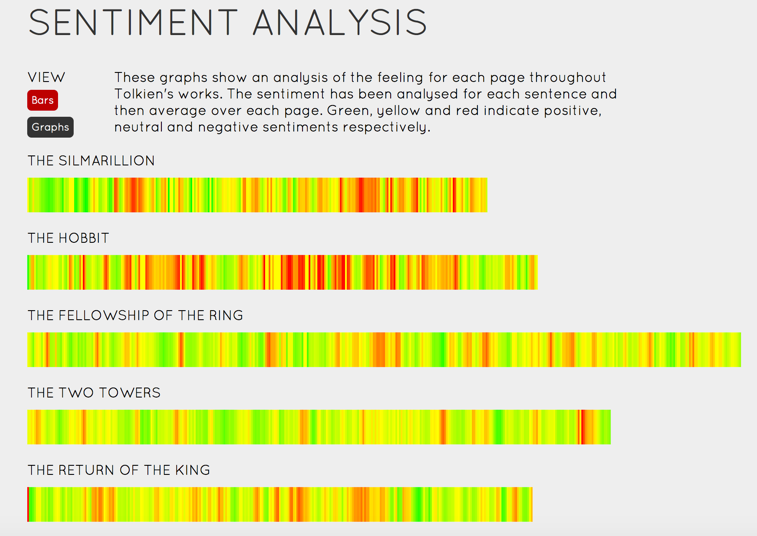 SENTIMENT ANALYSIS
VIEW
Bars
Graphs
These graphs show an analysis of the feeling for each page throughout
Tolkien's works. The sentiment has been analysed for each sentence and
then average over each page. Green, yellow and red indicate positive,
neutral and negative sentiments respectively.
THE SILMARILLION
THE HOBBIT
THE FELLOWSHIP OF THE RING
THE TWO TOWERS
THE RETURN OF THE KING